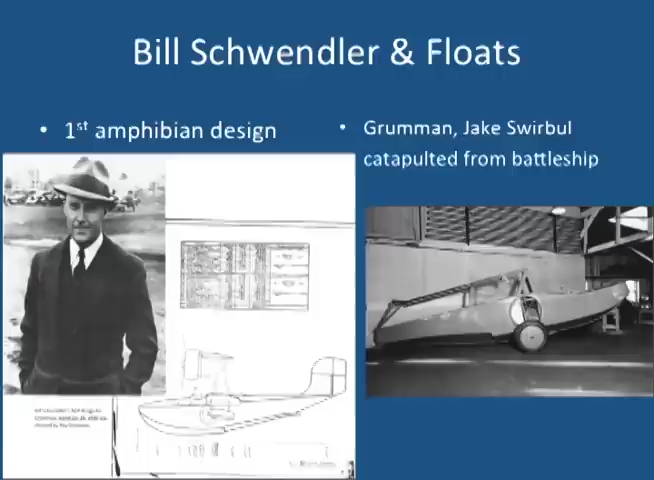 Bill Schwendler & Floats
• 1st amphibian design
• Grumman, Jake Swirbul
catapulted from battleship